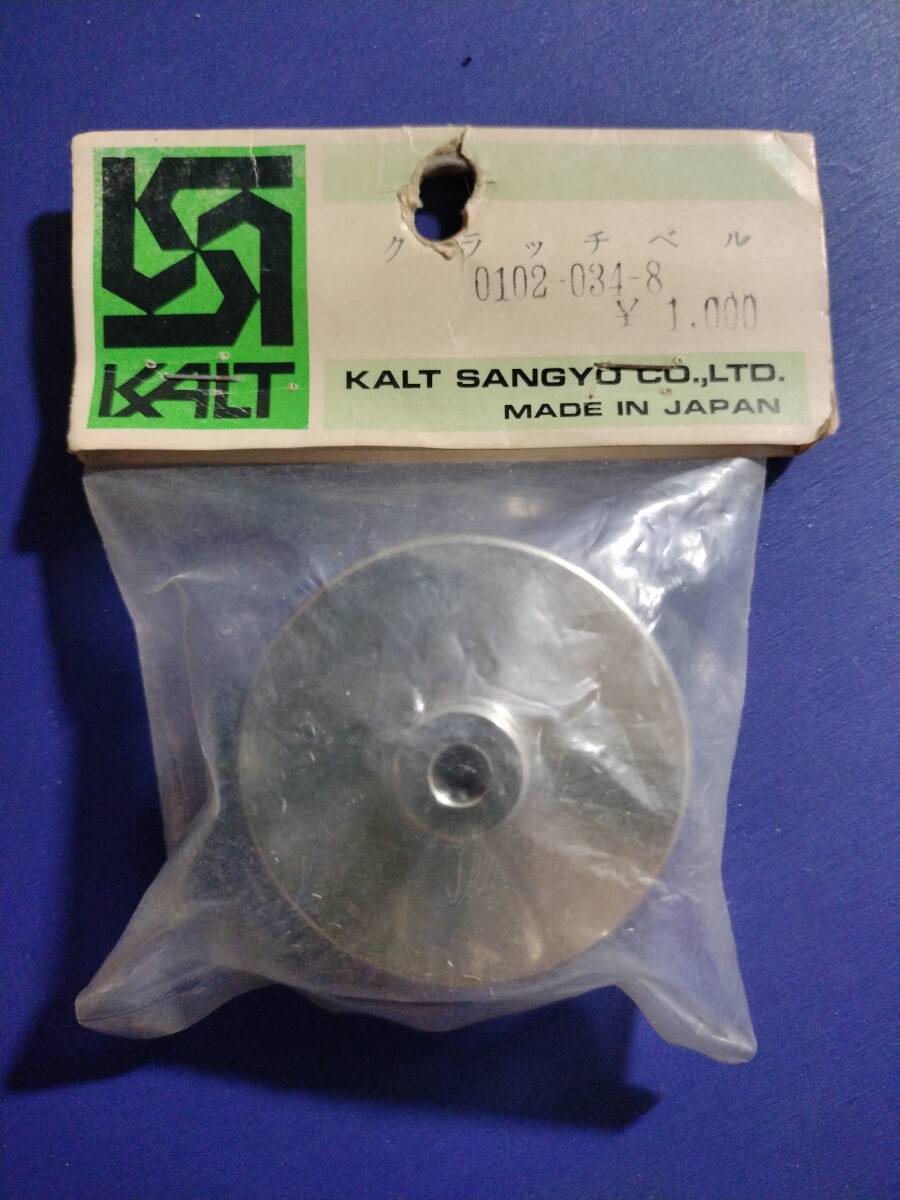 クラッチベル
0102-034-8
¥ 1.000
KALT
KALT SANGYO CO.,LTD.
MADE IN JAPAN